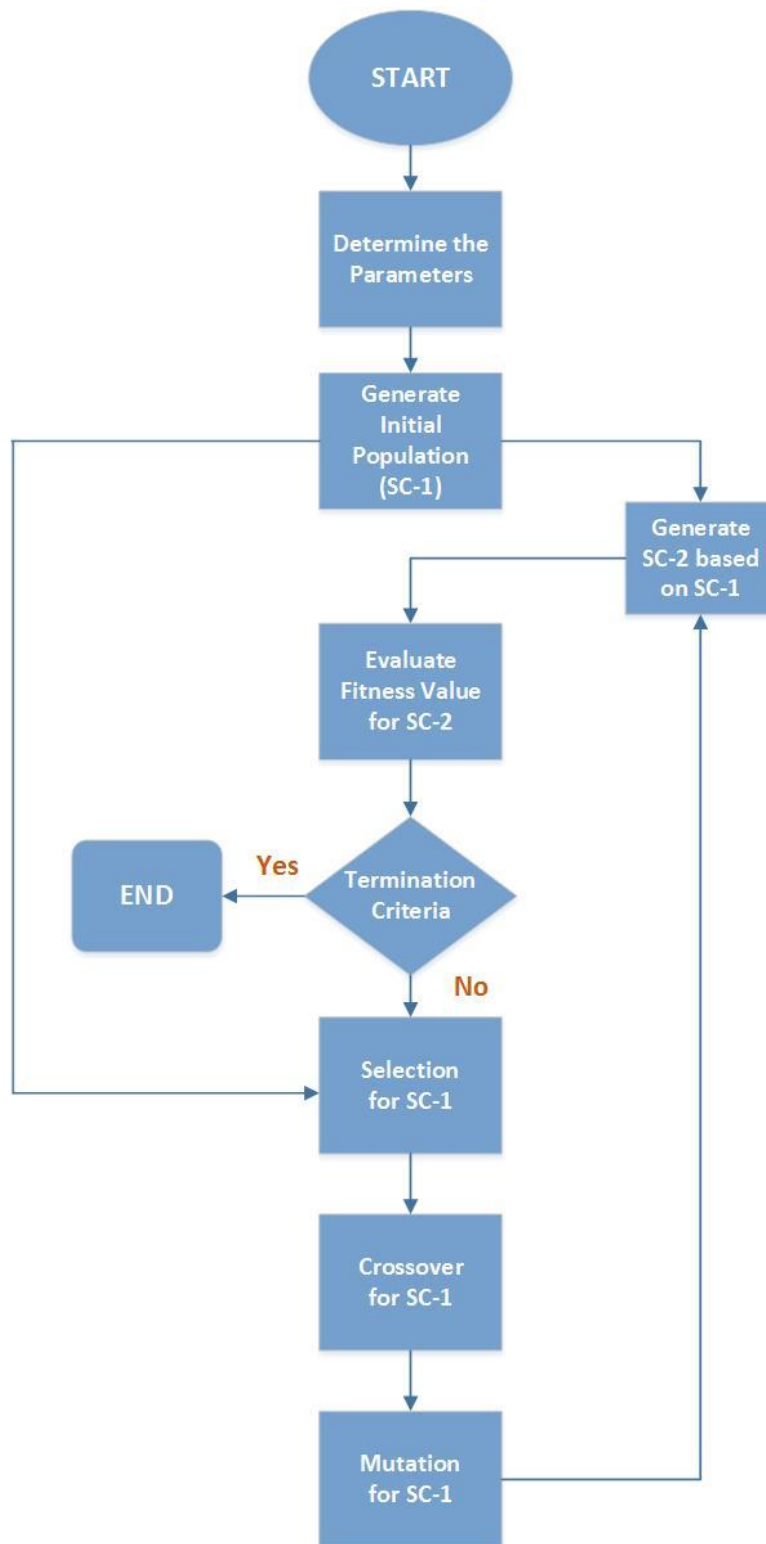 START
Determine the
Parameters
Generate
Initial
Population
(SC-1)
Generate
SC-2 based
on SC-1
Evaluate
Fitness Value
for SC-2
Yes
Termination
Criteria
END
No
Selection
for SC-1
Crossover
for SC-1
Mutation
for SC-1